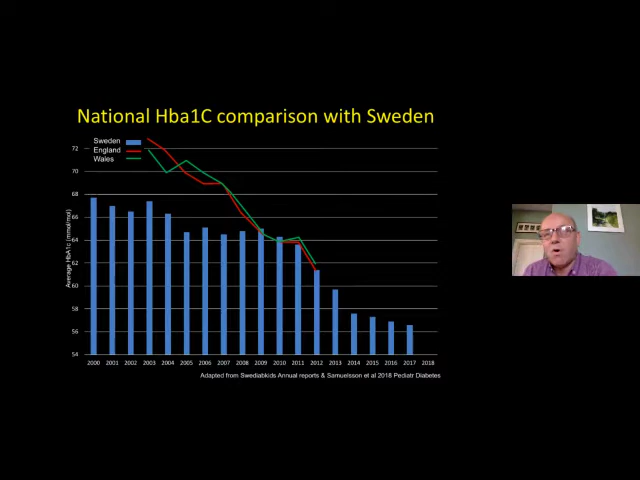 National Hba1C comparison with Sweden
Sweden
England
Wales
72
70
68
66
64
62
60
58
56
54
Average HbA1c (mmol/mol)
2000 2001 2002 2003 2004 2005 2006 2007 2008 2009 2010 2011 2012 2013 2014 2015 2016 2017 2018
Adapted from Swediabkids Annual reports & Samuelsson et al 2018 Pediatr Diabetes